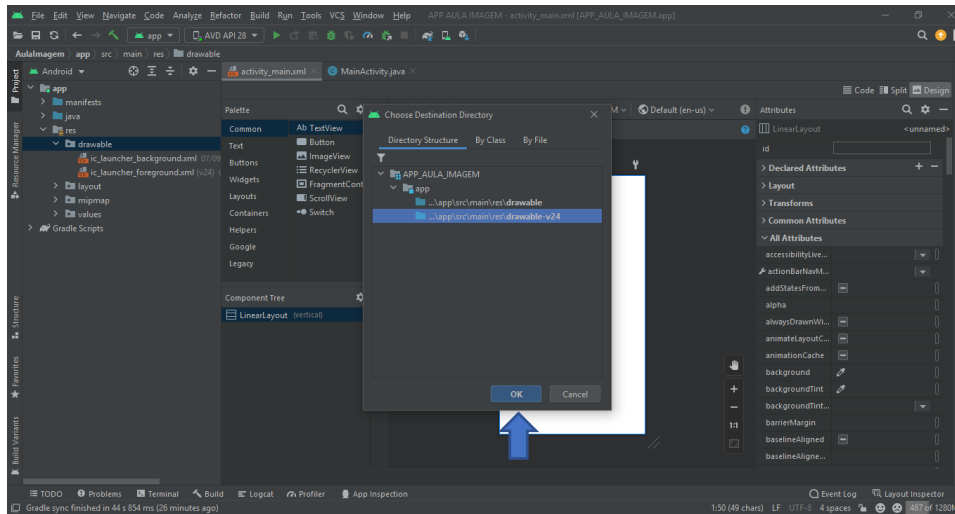 File Edit View Navigate Code Analyze Refactor Build Run Tools VCS Window Help APP AULA IMAGEM - activity_main.xml [APP_AULA_IMAGEM.app]
app AVD API 28
AulaImagem app src main res drawable
Android activity_main.xml MainActivity.java
Code Split Design
Project
Resource Manager
Structure
Favorites
Build Variants
app
manifests
java
res
drawable
ic_launcher_background.xml 07/09
ic_launcher_foreground.xml (v24)
layout
mipmap
values
Gradle Scripts
Palette
Common
Text
Buttons
Widgets
Layouts
Containers
Helpers
Google
Legacy
Ab TextView
Button
ImageView
RecyclerView
FragmentCont
ScrollView
Switch
Component Tree
LinearLayout (vertical)
Choose Destination Directory
Directory Structure By Class By File
APP_AULA_IMAGEM
app
...\app\src\main\res\drawable
...\app\src\main\res\drawable-v24
OK Cancel
Default (en-us)
1:1
Attributes
LinearLayout <unnamed>
id
Declared Attributes
Layout
Transforms
Common Attributes
All Attributes
accessibilityLive...
actionBarNavM...
addStatesFrom...
alpha
alwaysDrawnWi...
animateLayoutC...
animationCache
background
backgroundTint
backgroundTint...
barrierMargin
baselineAligned
baselineAligne...
TODO Problems Terminal Build Logcat Profiler App Inspection Event Log Layout Inspector
Gradle sync finished in 44 s 854 ms (26 minutes ago) 1:50 (49 chars) LF UTF-8 4 spaces 487 of 1280M